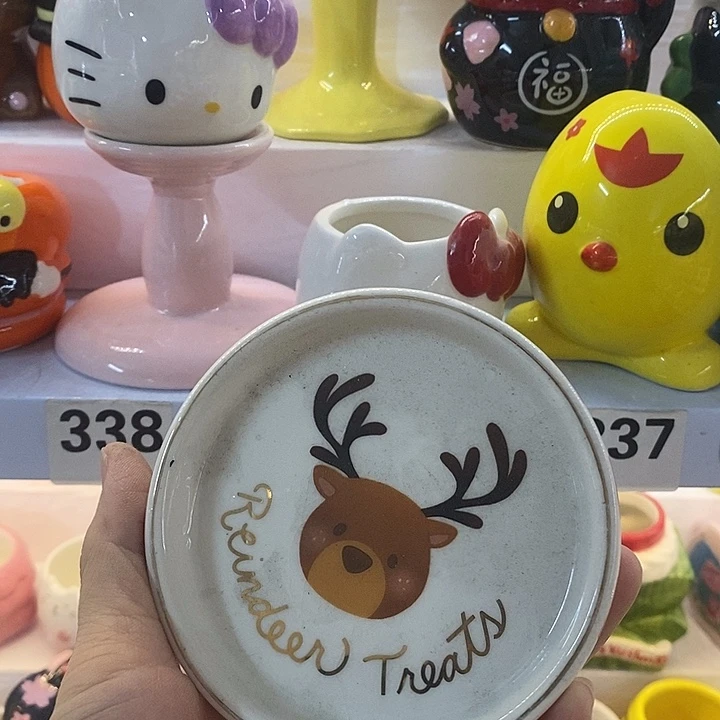 福
338
237
Reindeer
Treats